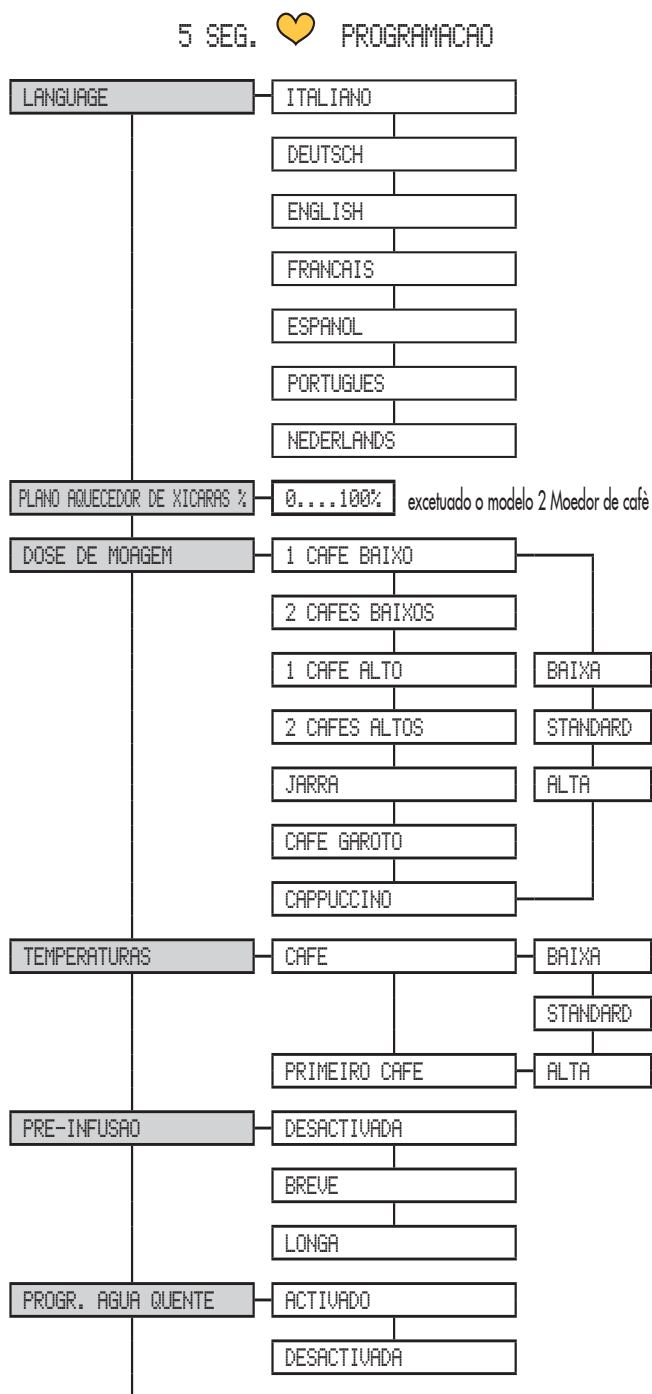 5 SEG. PROGRAMACAO
LANGUAGE
ITALIANO
DEUTSCH
ENGLISH
FRANCAIS
ESPANOL
PORTUGUES
NEDERLANDS
PLANO AQUECEDOR DE XICARAS %
0....100% excetuado o modelo 2 Moedor de cafè
DOSE DE MOAGEM
1 CAFE BAIXO
2 CAFES BAIXOS
1 CAFE ALTO
BAIXA
2 CAFES ALTOS
STANDARD
JARRA
ALTA
CAFE GAROTO
CAPPUCCINO
TEMPERATURAS
CAFE
BAIXA
STANDARD
PRIMEIRO CAFE
ALTA
PRE-INFUSAO
DESACTIVADA
BREVE
LONGA
PROGR. AGUA QUENTE
ACTIVADO
DESACTIVADA